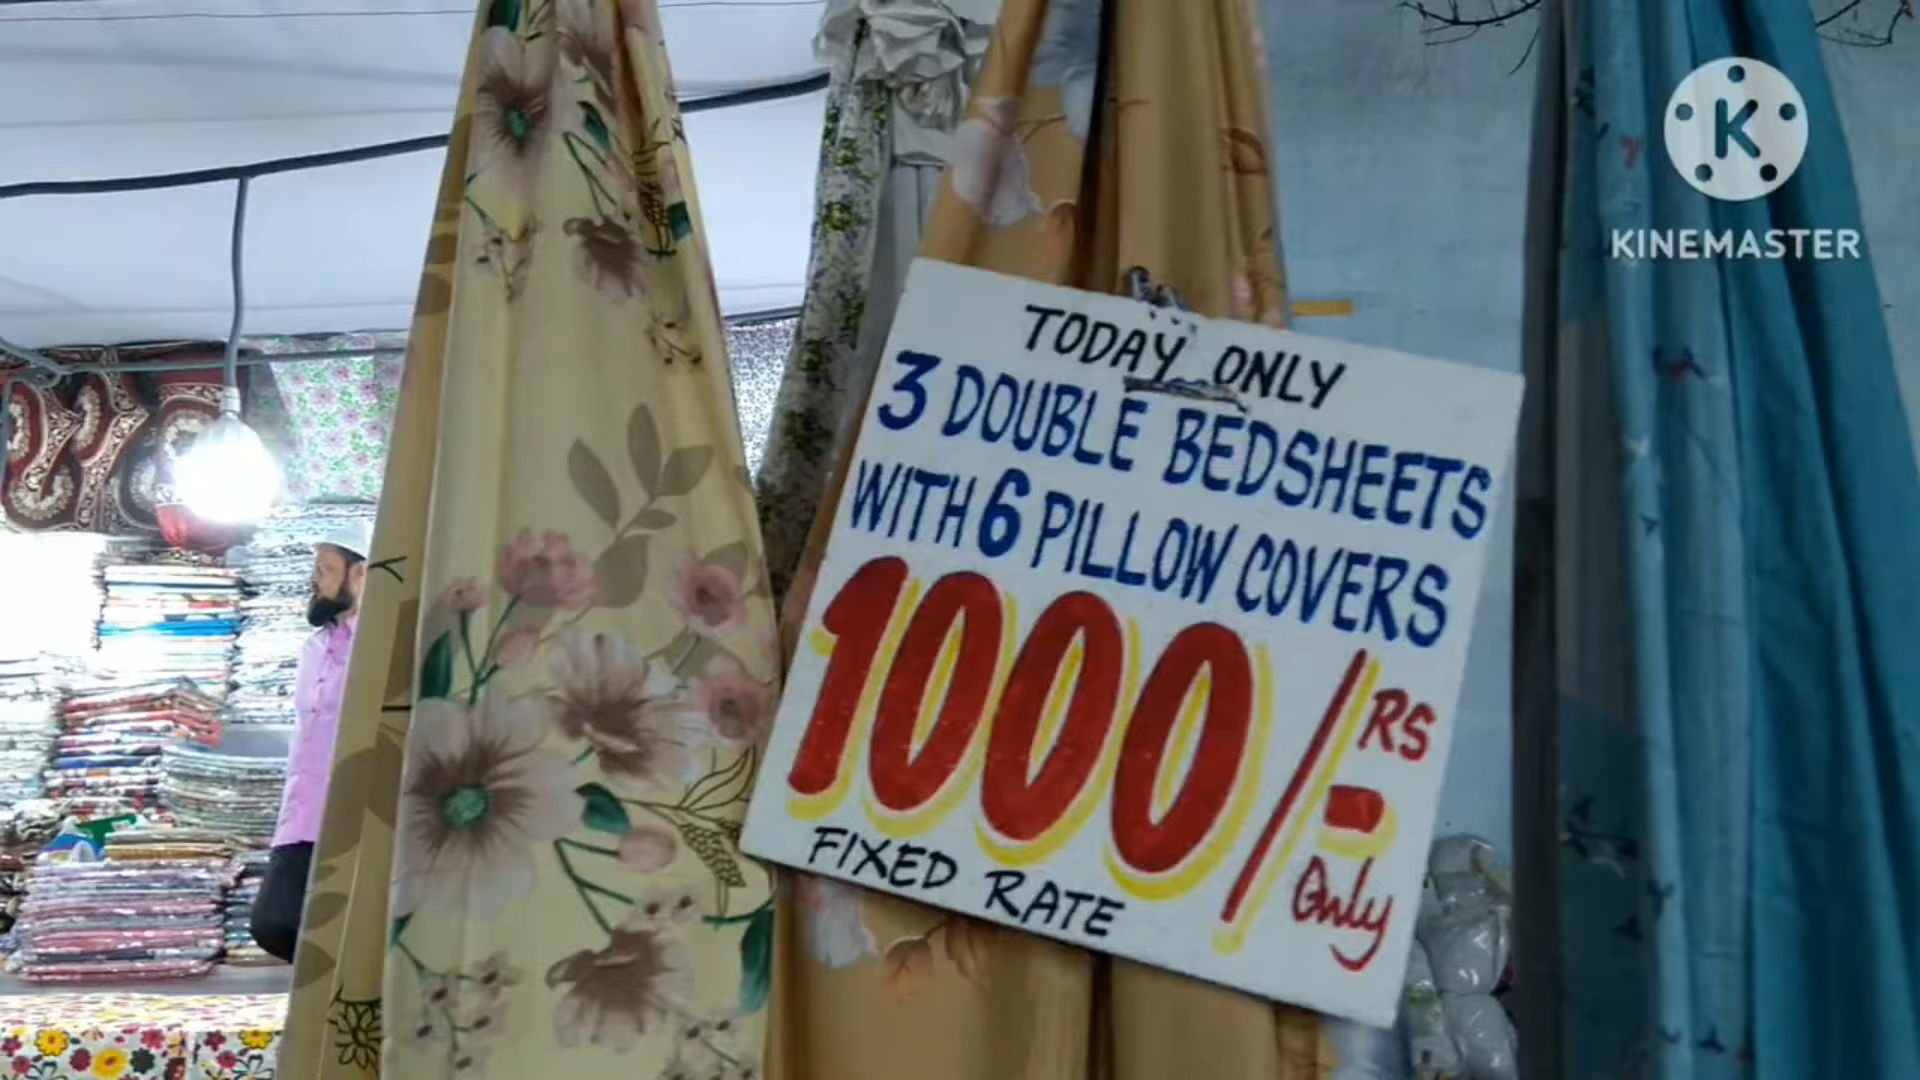 K
KINEMASTER
TODAY ONLY
3 DOUBLE BEDSHEETS
WITH 6 PILLOW COVERS
1000/- RS
Only
FIXED RATE